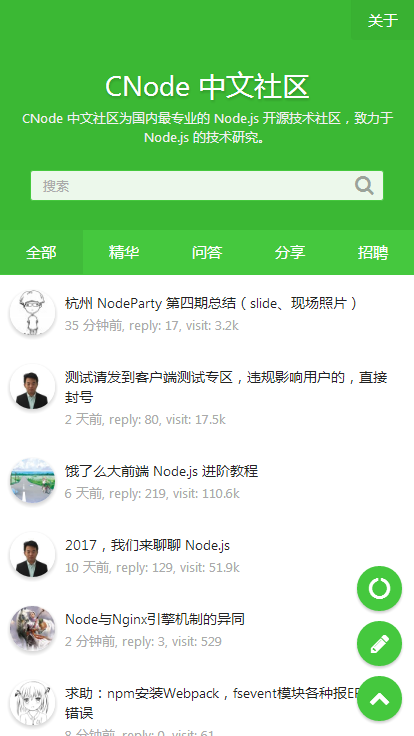 关于
CNode 中文社区
CNode 中文社区为国内最专业的 Node.js 开源技术社区，致力于
Node.js 的技术研究。
搜索
全部 精华 问答 分享 招聘
杭州 NodeParty 第四期总结（slide、现场照片）
35 分钟前, reply: 17, visit: 3.2k
测试请发到客户端测试专区，违规影响用户的，直接
封号
2 天前, reply: 80, visit: 17.5k
饿了么大前端 Node.js 进阶教程
6 天前, reply: 219, visit: 110.6k
2017，我们来聊聊 Node.js
10 天前, reply: 129, visit: 51.9k
Node与Nginx引擎机制的异同
2 分钟前, reply: 3, visit: 529
求助：npm安装Webpack，fsevent模块各种报
错误
8 分钟前, reply: 0, visit: 61